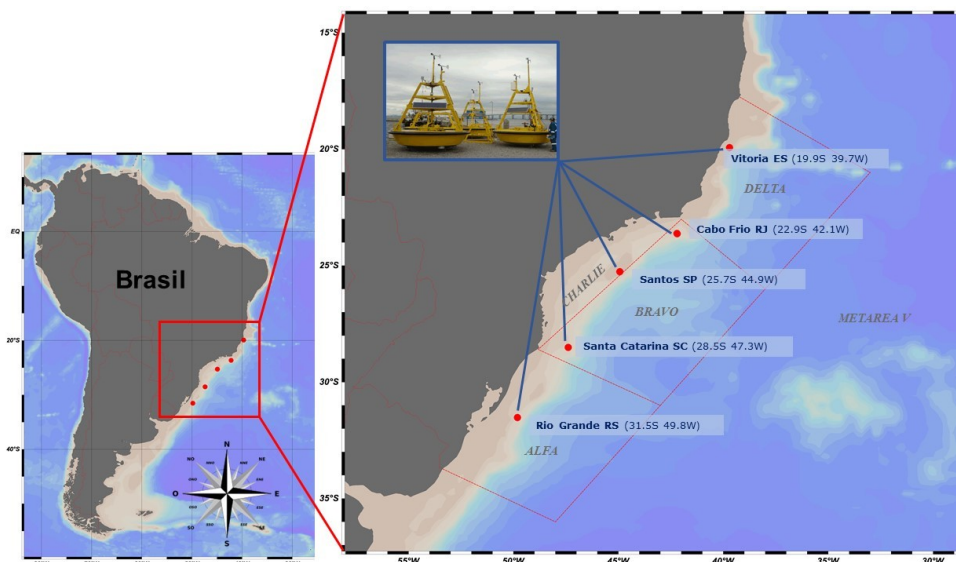 15°S
20°S
Vitoria ES (19.9S 39.7W)
DELTA
Cabo Frio RJ (22.9S 42.1W)
25°S
CHARLIE
Santos SP (25.7S 44.9W)
BRAVO
METAREA V
Santa Catarina SC (28.5S 47.3W)
30°S
Rio Grande RS (31.5S 49.8W)
ALFA
35°S
55°W
50°W
45°W
40°W
35°W
30°W
EQ
Brasil
20°S
40°S
N
NO
NE
O
E
SO
SE
S